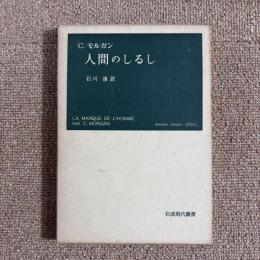 C. モルガン
人間のしるし
石川 湧 訳
LA MARQUE DE L'HOMME
PAR C. MORGAN
岩波現代叢書